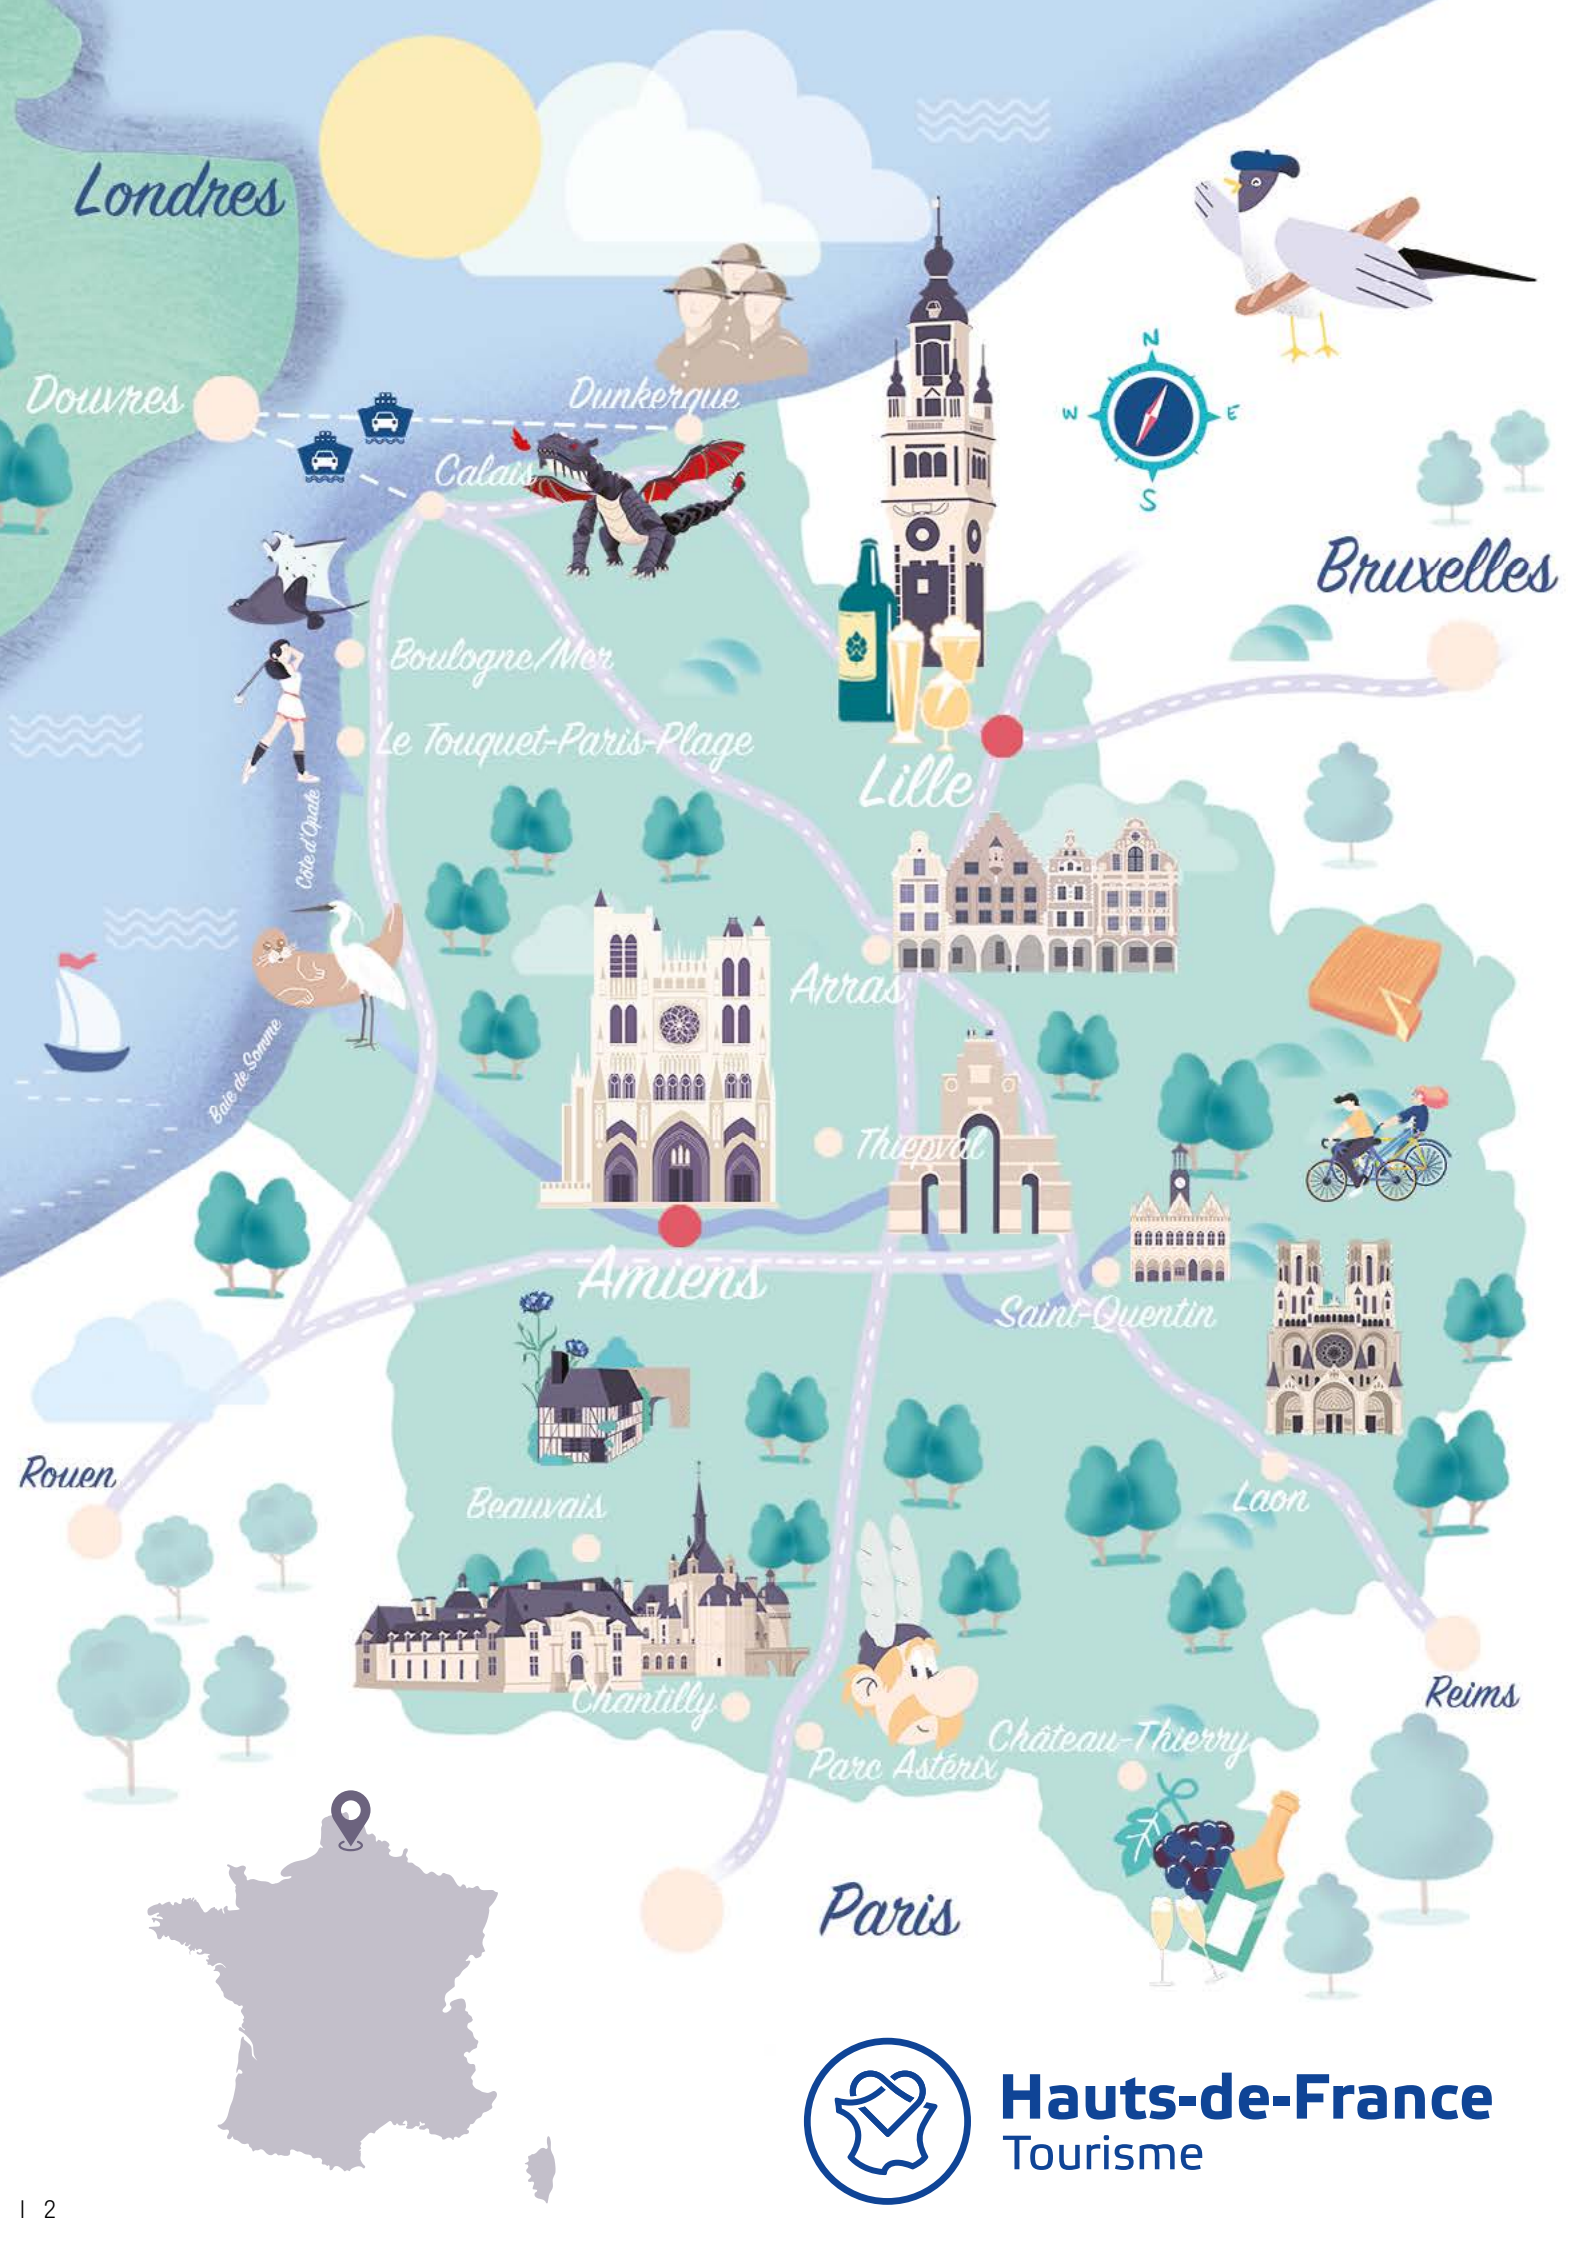 Londres
Douvres
Dunkerque
Calais
N
W
E
S
Bruxelles
Boulogne/Mer
Le Touquet-Paris-Plage
Lille
Côte d'Opale
Arras
Baie de Somme
Thiepval
Amiens
Saint-Quentin
Rouen
Beauvais
Laon
Chantilly
Reims
Château-Thierry
Parc Astérix
Paris
Hauts-de-France
Tourisme
| 2